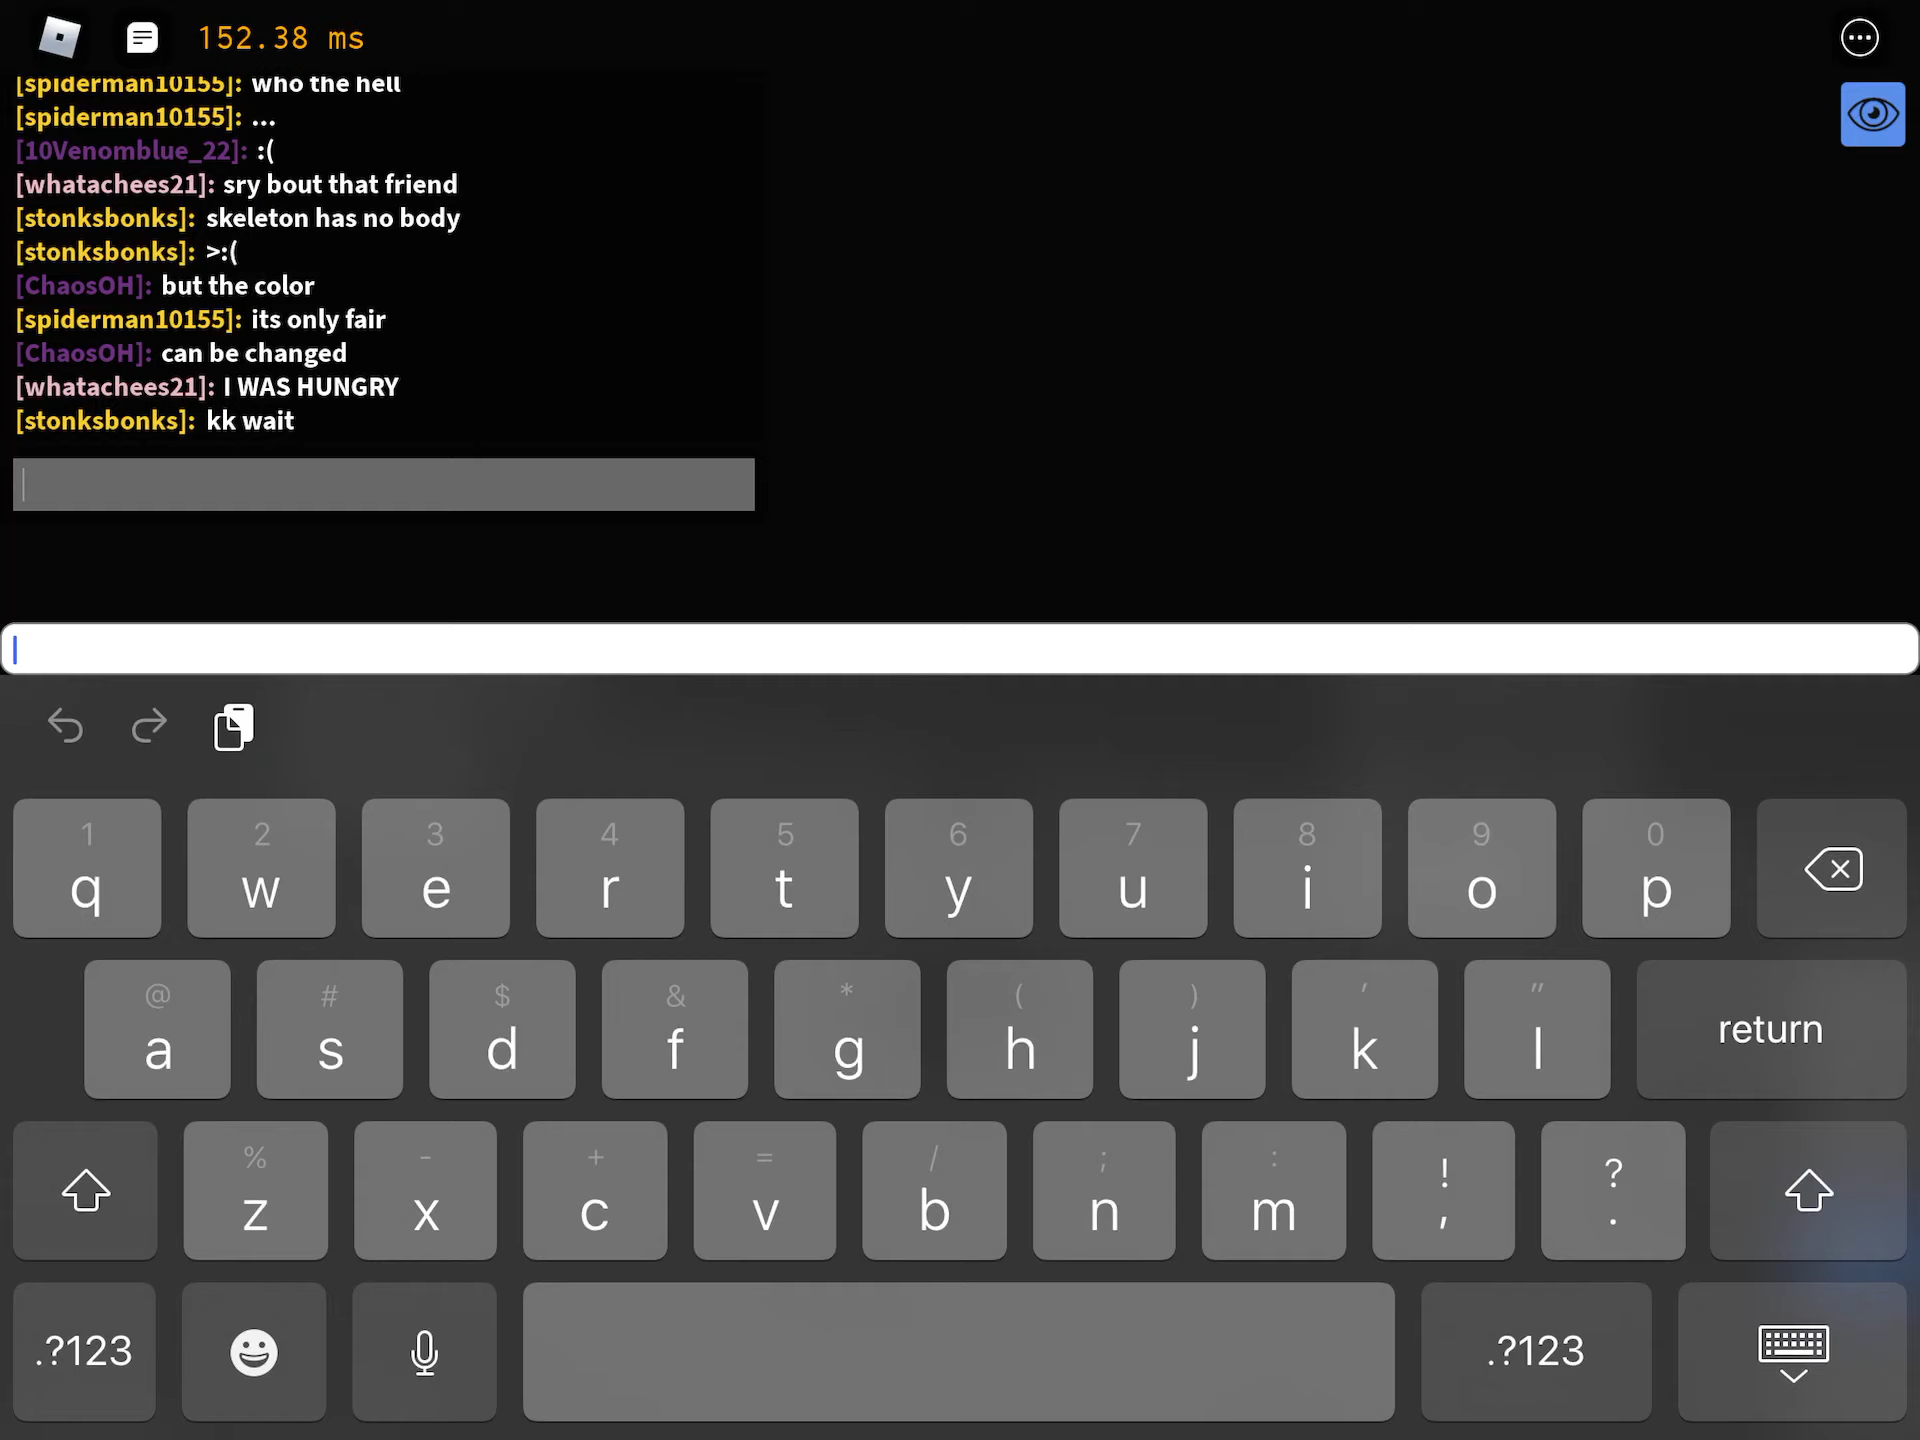 152.38 ms
[spiderman10155]: who the hell
[spiderman10155]: ...
[10Venomblue_22]: :(
[whatachees21]: sry bout that friend
[stonksbonks]: skeleton has no body
[stonksbonks]: >:(
[ChaosOH]: but the color
[spiderman10155]: its only fair
[ChaosOH]: can be changed
[whatachees21]: I WAS HUNGRY
[stonksbonks]: kk wait
1 2 3 4 5 6 7 8 9 0
q w e r t y u i o p
@ # $ & * ( ) ' "
a s d f g h j k l return
% - + = / ; : ! ?
z x c v b n m , .
.?123 .?123